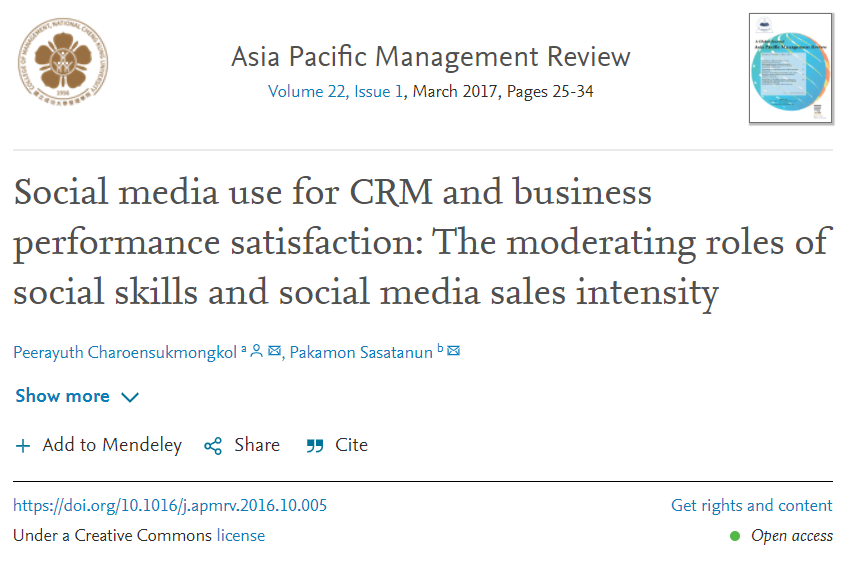 COLLEGE OF MANAGEMENT, NATIONAL CHENG KUNG UNIVERSITY
1956
Asia Pacific Management Review
Volume 22, Issue 1, March 2017, Pages 25-34
Asia Pacific Management Review
Social media use for CRM and business
performance satisfaction: The moderating roles of
social skills and social media sales intensity
Peerayuth Charoensukmongkol a, Pakamon Sasatanun b
Show more
Add to Mendeley Share Cite
https://doi.org/10.1016/j.apmrv.2016.10.005 Get rights and content
Under a Creative Commons license Open access